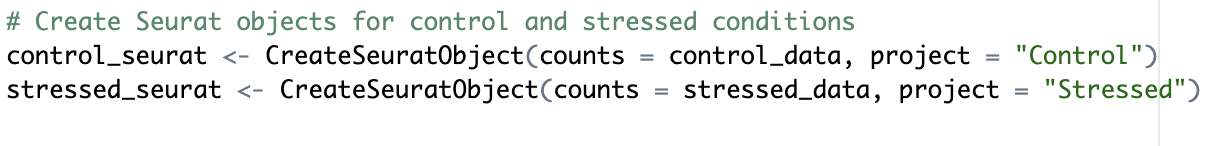 # Create Seurat objects for control and stressed conditions
control_seurat <- CreateSeuratObject(counts = control_data, project = "Control")
stressed_seurat <- CreateSeuratObject(counts = stressed_data, project = "Stressed")